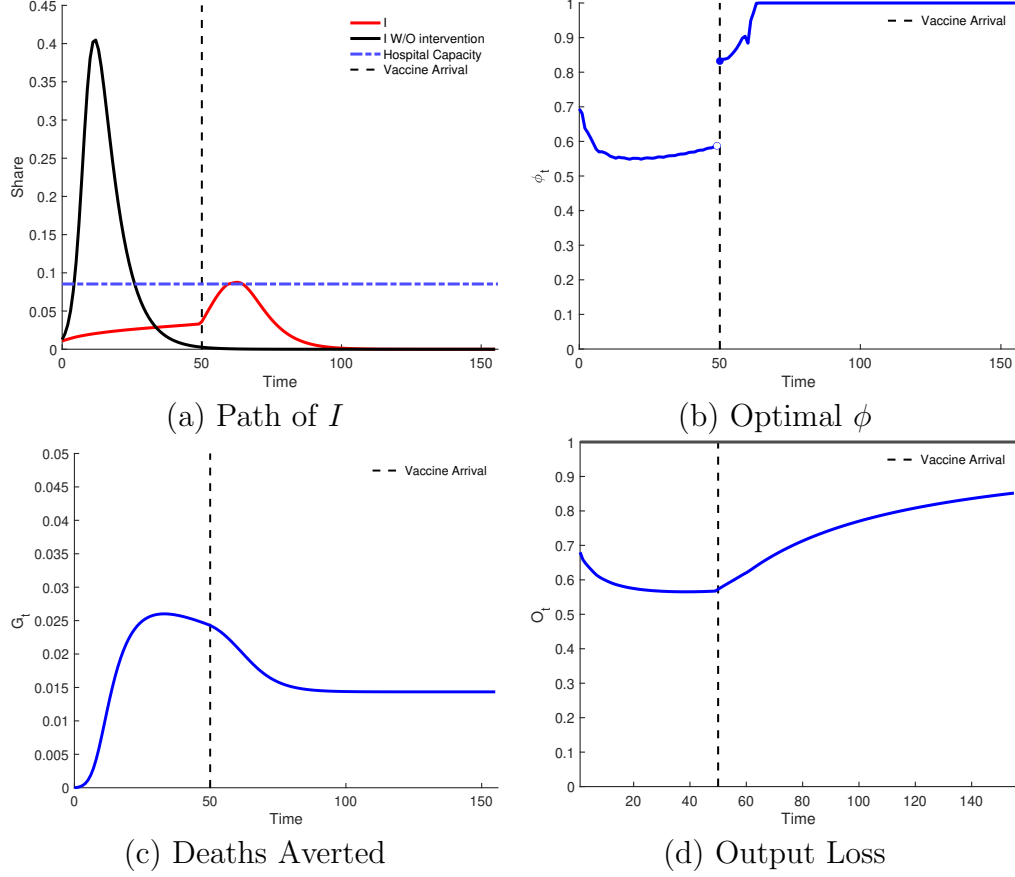 0.45
0.4
0.35
0.3
0.25
0.2
0.15
0.1
0.05
0
Share
0 50 100 150
Time
I
I W/O intervention
Hospital Capacity
Vaccine Arrival
(a) Path of I
1
0.9
0.8
0.7
0.6
0.5
0.4
0.3
0.2
0.1
0
ϕt
0 50 100 150
Time
Vaccine Arrival
(b) Optimal ϕ
0.05
0.045
0.04
0.035
0.03
0.025
0.02
0.015
0.01
0.005
0
Gt
0 50 100 150
Time
Vaccine Arrival
(c) Deaths Averted
1
0.9
0.8
0.7
0.6
0.5
0.4
0.3
0.2
0.1
0
Ot
20 40 60 80 100 120 140
Time
Vaccine Arrival
(d) Output Loss